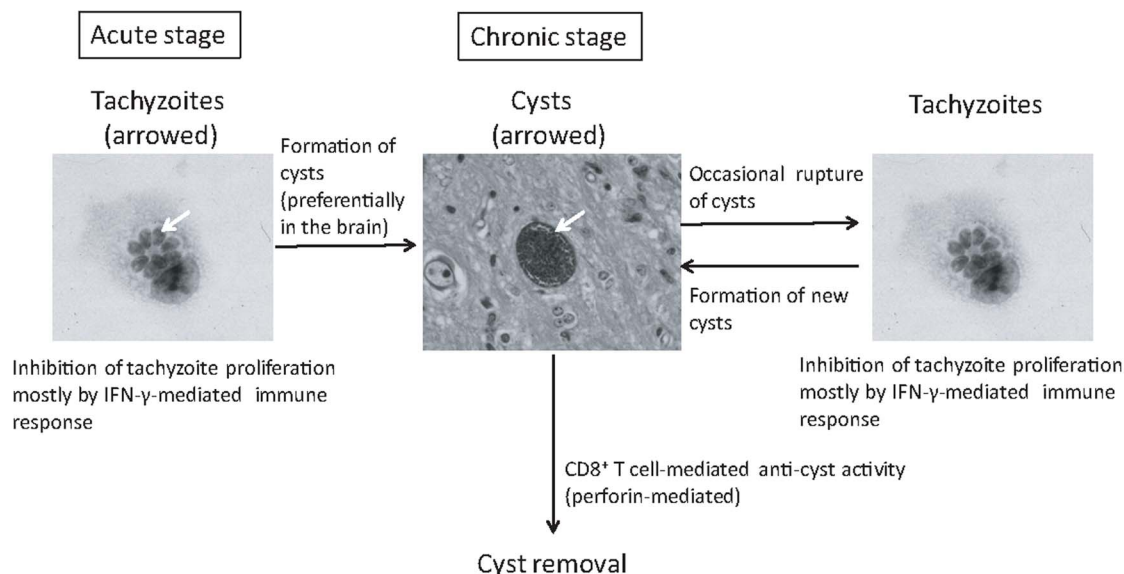 Acute stage
Chronic stage
Tachyzoites
(arrowed)
Cysts
(arrowed)
Tachyzoites
Formation of
cysts
(preferentially
in the brain)
Occasional rupture
of cysts
Formation of new
cysts
Inhibition of tachyzoite proliferation
mostly by IFN-γ-mediated immune
response
Inhibition of tachyzoite proliferation
mostly by IFN-γ-mediated immune
response
CD8⁺ T cell-mediated anti-cyst activity
(perforin-mediated)
Cyst removal